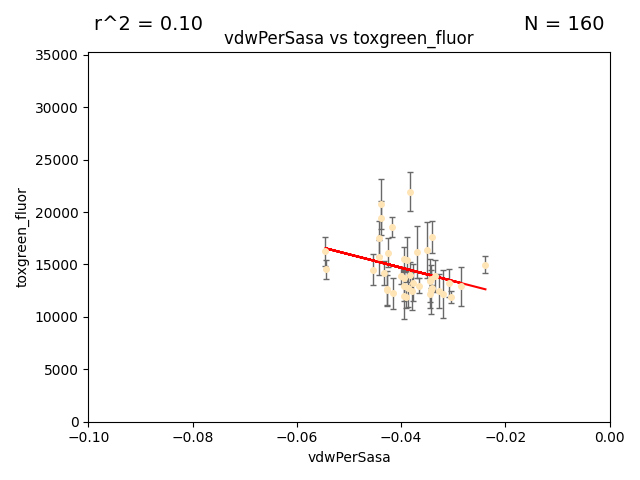 r^2 = 0.10
N = 160
vdwPerSasa vs toxgreen_fluor
35000
30000
25000
20000
15000
10000
5000
0
toxgreen_fluor
−0.10
−0.08
−0.06
−0.04
−0.02
0.00
vdwPerSasa